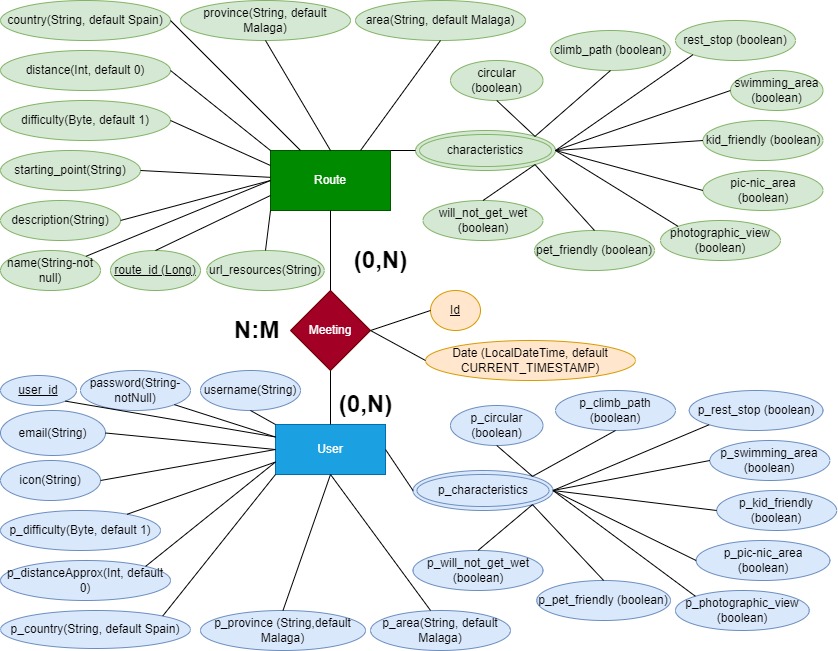 country(String, default Spain)
province(String, default
Malaga)
area(String, default Malaga)
distance(Int, default 0)
difficulty(Byte, default 1)
starting_point(String)
description(String)
name(String-not
null)
route_id (Long)
url_resources(String)
Route
characteristics
circular
(boolean)
climb_path (boolean)
rest_stop (boolean)
swimming_area
(boolean)
kid_friendly (boolean)
pic-nic_area
(boolean)
photographic_view
(boolean)
pet_friendly (boolean)
will_not_get_wet
(boolean)
(0,N)
N:M
Meeting
Id
Date (LocalDateTime, default
CURRENT_TIMESTAMP)
(0,N)
user_id
password(String-
notNull)
username(String)
email(String)
icon(String)
p_difficulty(Byte, default 1)
p_distanceApprox(Int, default
0)
p_country(String, default Spain)
p_province (String,default
Malaga)
p_area(String, default
Malaga)
User
p_characteristics
p_circular
(boolean)
p_climb_path
(boolean)
p_rest_stop (boolean)
p_swimming_area
(boolean)
p_kid_friendly
(boolean)
p_pic-nic_area
(boolean)
p_photographic_view
(boolean)
p_pet_friendly (boolean)
p_will_not_get_wet
(boolean)